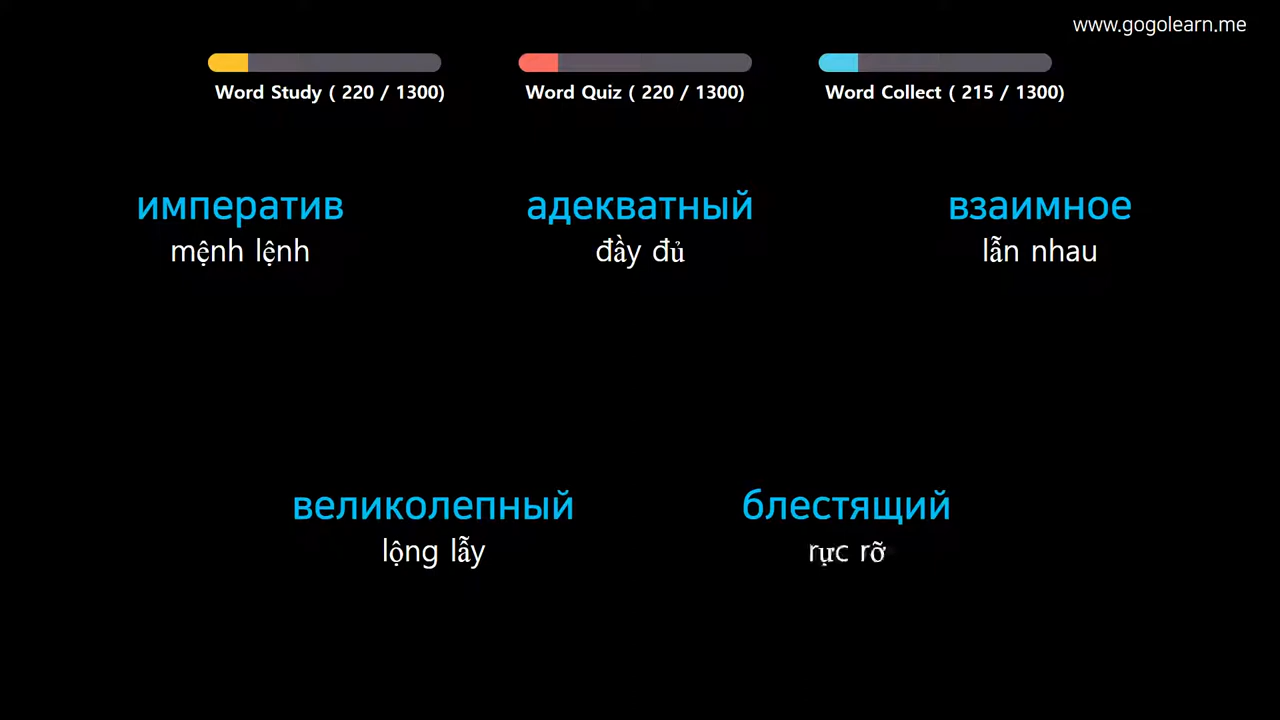 www.gogolearn.me
Word Study ( 220 / 1300)
Word Quiz ( 220 / 1300)
Word Collect ( 215 / 1300)
императив
mệnh lệnh
адекватный
đầy đủ
взаимное
lẫn nhau
великолепный
lộng lẫy
блестящий
rực rỡ